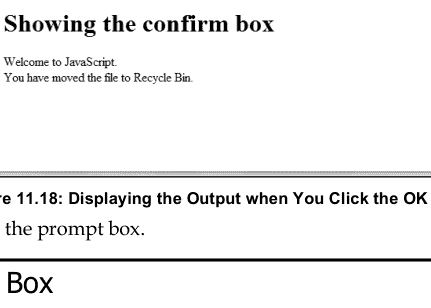 Showing the confirm box
Welcome to JavaScript.
You have moved the file to Recycle Bin.
re 11.18: Displaying the Output when You Click the OK
the prompt box.
Box